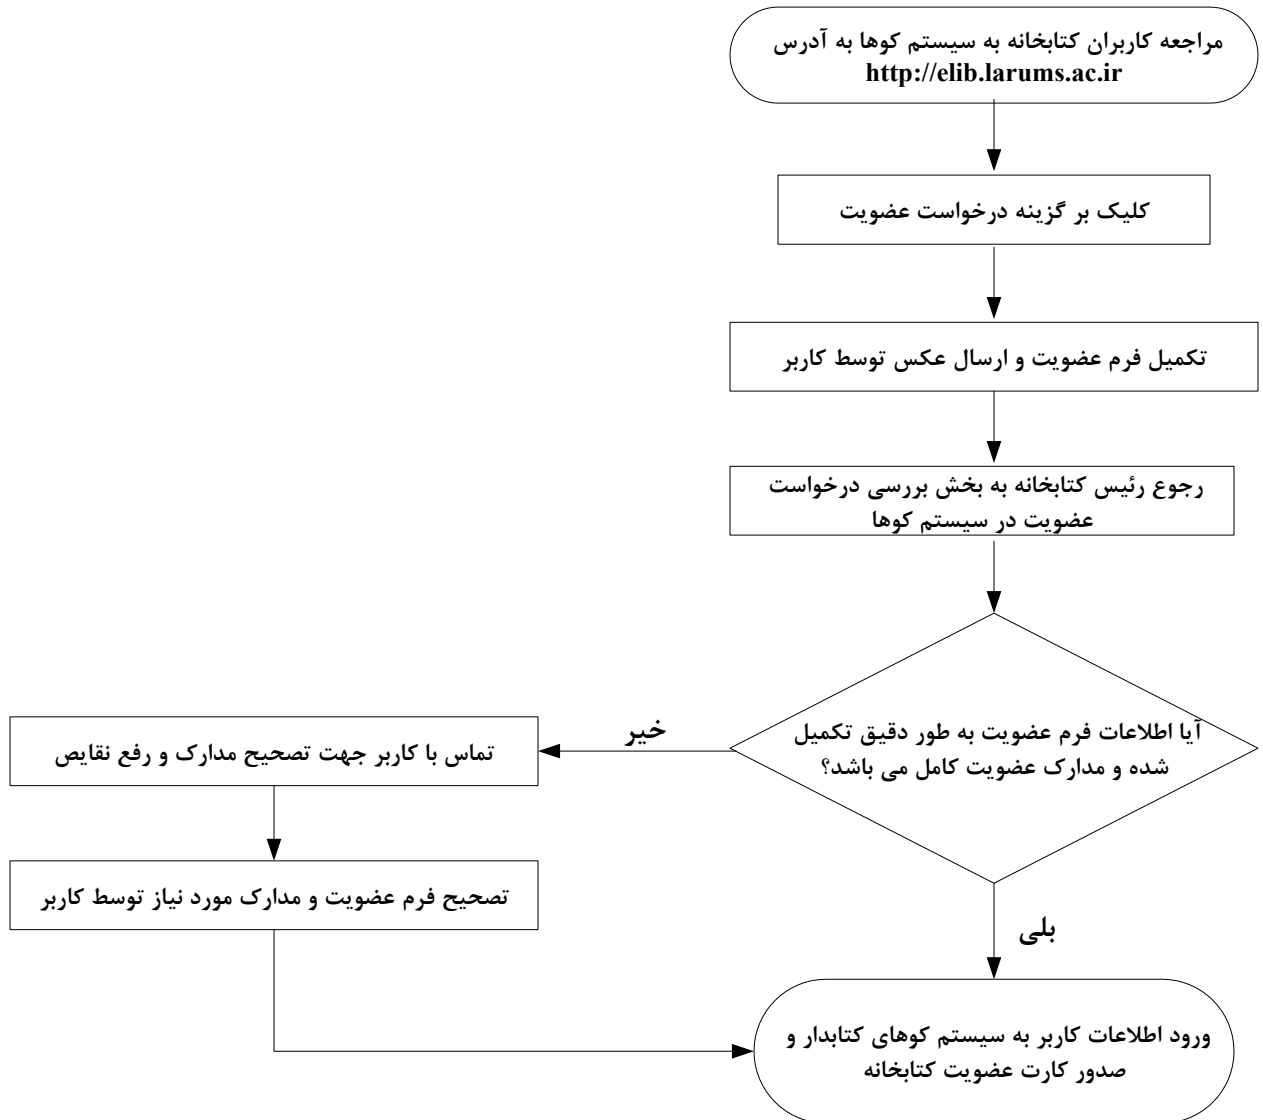 مراجعه کاربران کتابخانه به سیستم کوها به آدرس
http://elib.larums.ac.ir
کلیک بر گزینه درخواست عضویت
تکمیل فرم عضویت و ارسال عکس توسط کاربر
رجوع رئیس کتابخانه به بخش بررسی درخواست
عضویت در سیستم کوها
آیا اطلاعات فرم عضویت به طور دقیق تکمیل
شده و مدارک عضویت کامل می باشد؟
خیر
تماس با کاربر جهت تصحیح مدارک و رفع نقایص
تصحیح فرم عضویت و مدارک مورد نیاز توسط کاربر
بلی
ورود اطلاعات کاربر به سیستم کوهای کتابدار و
صدور کارت عضویت کتابخانه